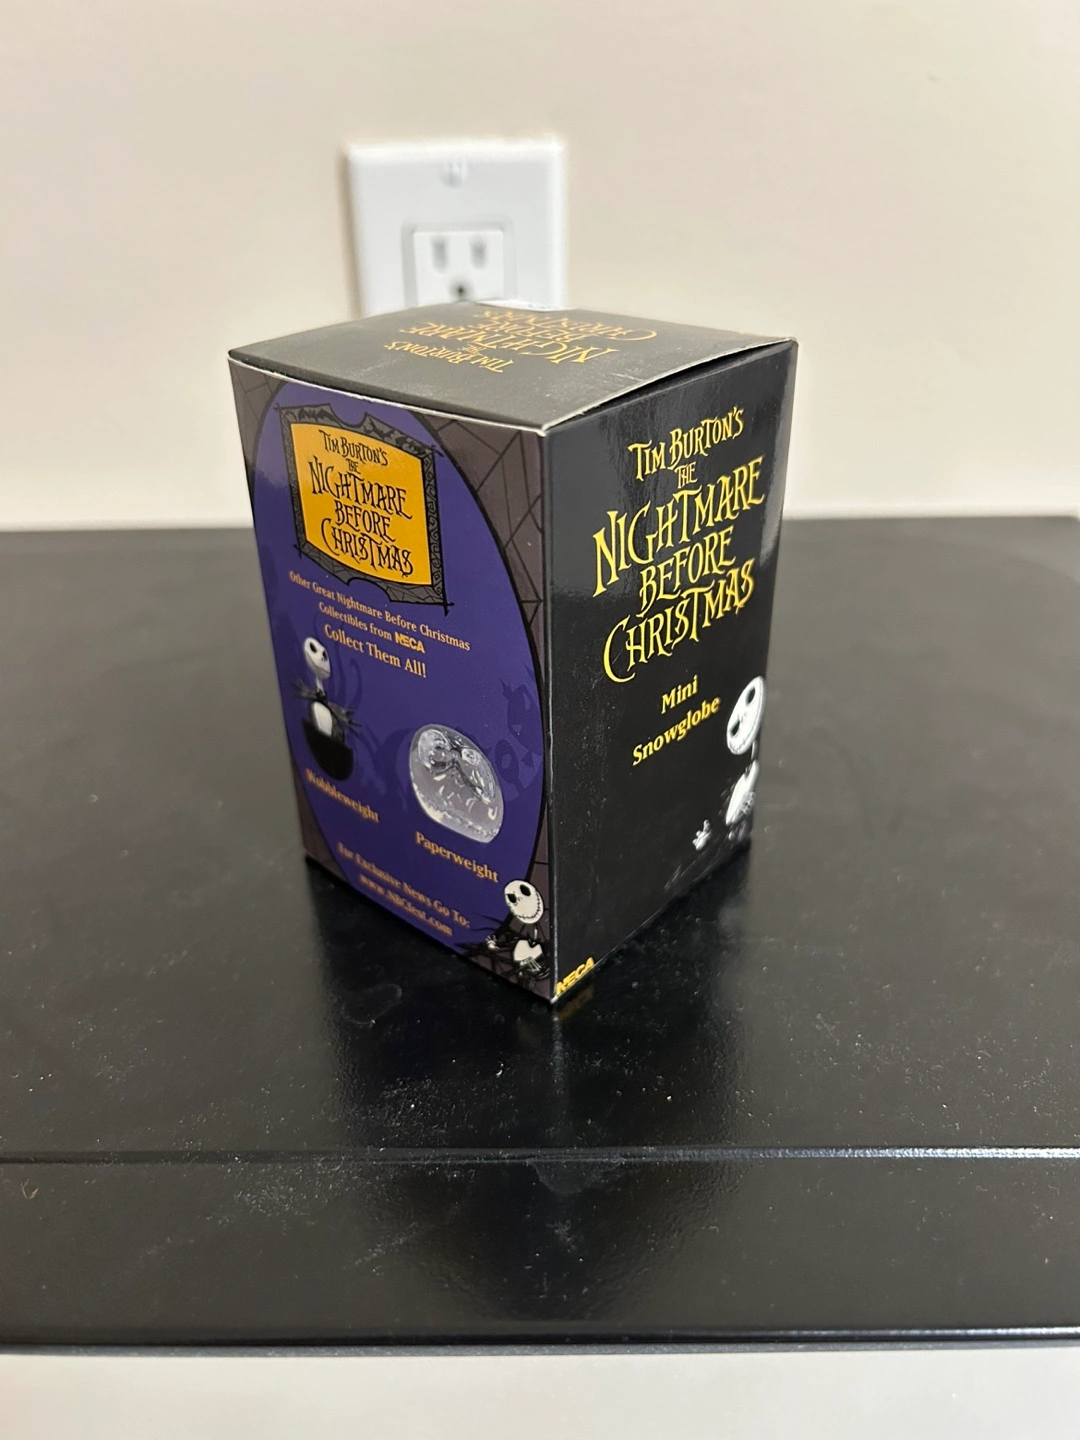 TIM BURTON'S
THE
NIGHTMARE
BEFORE
CHRISTMAS
TIM BURTON'S
THE
NIGHTMARE
BEFORE
CHRISTMAS
Other Great Nightmare Before Christmas
Collectibles from NECA
Collect Them All!
Wobbleweight
Paperweight
For Exclusive News Go To:
TIM BURTON'S
THE
NIGHTMARE
BEFORE
CHRISTMAS
Mini
Snowglobe
NECA